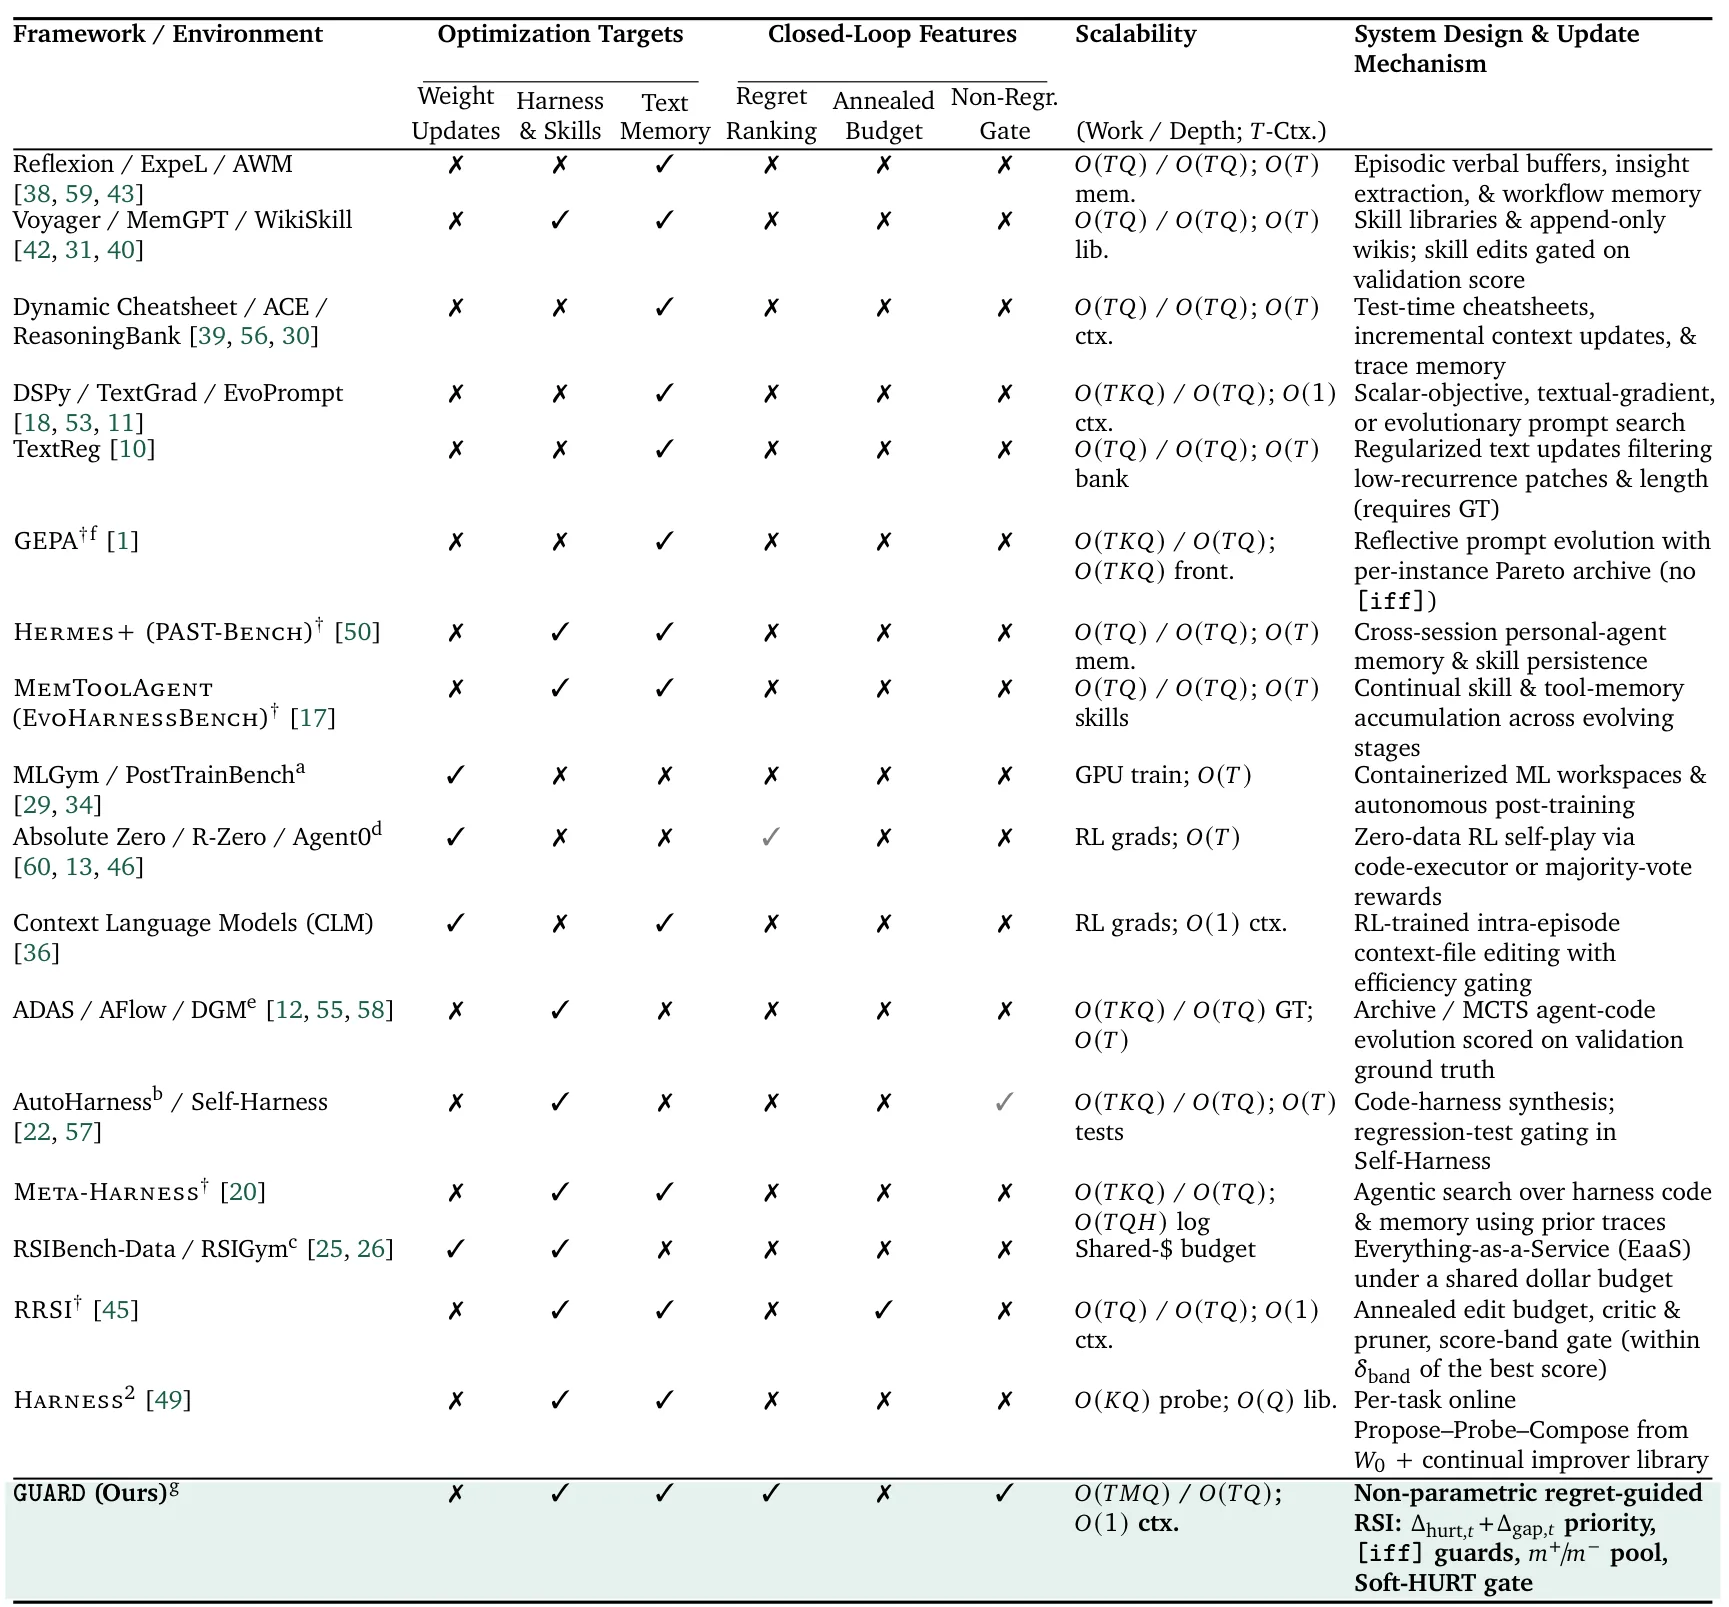 Framework / Environment Optimization Targets Closed-Loop Features Scalability System Design & Update
Mechanism
Weight Harness Text Regret Annealed Non-Regr.
Updates & Skills Memory Ranking Budget Gate (Work / Depth; T-Ctx.)
Reflexion / ExpeL / AWM ✗ ✗ ✓ ✗ ✗ ✗ O(TQ) / O(TQ); O(T) Episodic verbal buffers, insight
[38, 59, 43] mem. extraction, & workflow memory
Voyager / MemGPT / WikiSkill ✗ ✓ ✓ ✗ ✗ ✗ O(TQ) / O(TQ); O(T) Skill libraries & append-only
[42, 31, 40] lib. wikis; skill edits gated on
validation score
Dynamic Cheatsheet / ACE / ✗ ✗ ✓ ✗ ✗ ✗ O(TQ) / O(TQ); O(T) Test-time cheatsheets,
ReasoningBank [39, 56, 30] ctx. incremental context updates, &
trace memory
DSPy / TextGrad / EvoPrompt ✗ ✗ ✓ ✗ ✗ ✗ O(TKQ) / O(TQ); O(1) Scalar-objective, textual-gradient,
[18, 53, 11] ctx. or evolutionary prompt search
TextReg [10] ✗ ✗ ✓ ✗ ✗ ✗ O(TQ) / O(TQ); O(T) Regularized text updates filtering
bank low-recurrence patches & length
(requires GT)
GEPA†f [1] ✗ ✗ ✓ ✗ ✗ ✗ O(TKQ) / O(TQ); Reflective prompt evolution with
O(TKQ) front. per-instance Pareto archive (no
[iff])
HERMES+ (PAST-BENCH)† [50] ✗ ✓ ✓ ✗ ✗ ✗ O(TQ) / O(TQ); O(T) Cross-session personal-agent
mem. memory & skill persistence
MEMTOOLAGENT ✗ ✓ ✓ ✗ ✗ ✗ O(TQ) / O(TQ); O(T) Continual skill & tool-memory
(EVOHARNESSBENCH)† [17] skills accumulation across evolving
stages
MLGym / PostTrainBencha ✓ ✗ ✗ ✗ ✗ ✗ GPU train; O(T) Containerized ML workspaces &
[29, 34] autonomous post-training
Absolute Zero / R-Zero / Agent0d ✓ ✗ ✗ ✓ ✗ ✗ RL grads; O(T) Zero-data RL self-play via
[60, 13, 46] code-executor or majority-vote
rewards
Context Language Models (CLM) ✓ ✗ ✓ ✗ ✗ ✗ RL grads; O(1) ctx. RL-trained intra-episode
[36] context-file editing with
efficiency gating
ADAS / AFlow / DGMe [12, 55, 58] ✗ ✓ ✗ ✗ ✗ ✗ O(TKQ) / O(TQ) GT; Archive / MCTS agent-code
O(T) evolution scored on validation
ground truth
AutoHarnessb / Self-Harness ✗ ✓ ✗ ✗ ✗ ✓ O(TKQ) / O(TQ); O(T) Code-harness synthesis;
[22, 57] tests regression-test gating in
Self-Harness
META-HARNESS† [20] ✗ ✓ ✓ ✗ ✗ ✗ O(TKQ) / O(TQ); Agentic search over harness code
O(TQH) log & memory using prior traces
RSIBench-Data / RSIGymc [25, 26] ✓ ✓ ✗ ✗ ✗ ✗ Shared-$ budget Everything-as-a-Service (EaaS)
under a shared dollar budget
RRSI† [45] ✗ ✓ ✓ ✗ ✓ ✗ O(TQ) / O(TQ); O(1) Annealed edit budget, critic &
ctx. pruner, score-band gate (within
δband of the best score)
HARNESS2 [49] ✗ ✓ ✓ ✗ ✗ ✗ O(KQ) probe; O(Q) lib. Per-task online
Propose–Probe–Compose from
W0 + continual improver library
GUARD (Ours)g ✗ ✓ ✓ ✓ ✗ ✓ O(TMQ) / O(TQ); Non-parametric regret-guided
O(1) ctx. RSI: Δhurt,t+Δgap,t priority,
[iff] guards, m+/m− pool,
Soft-HURT gate